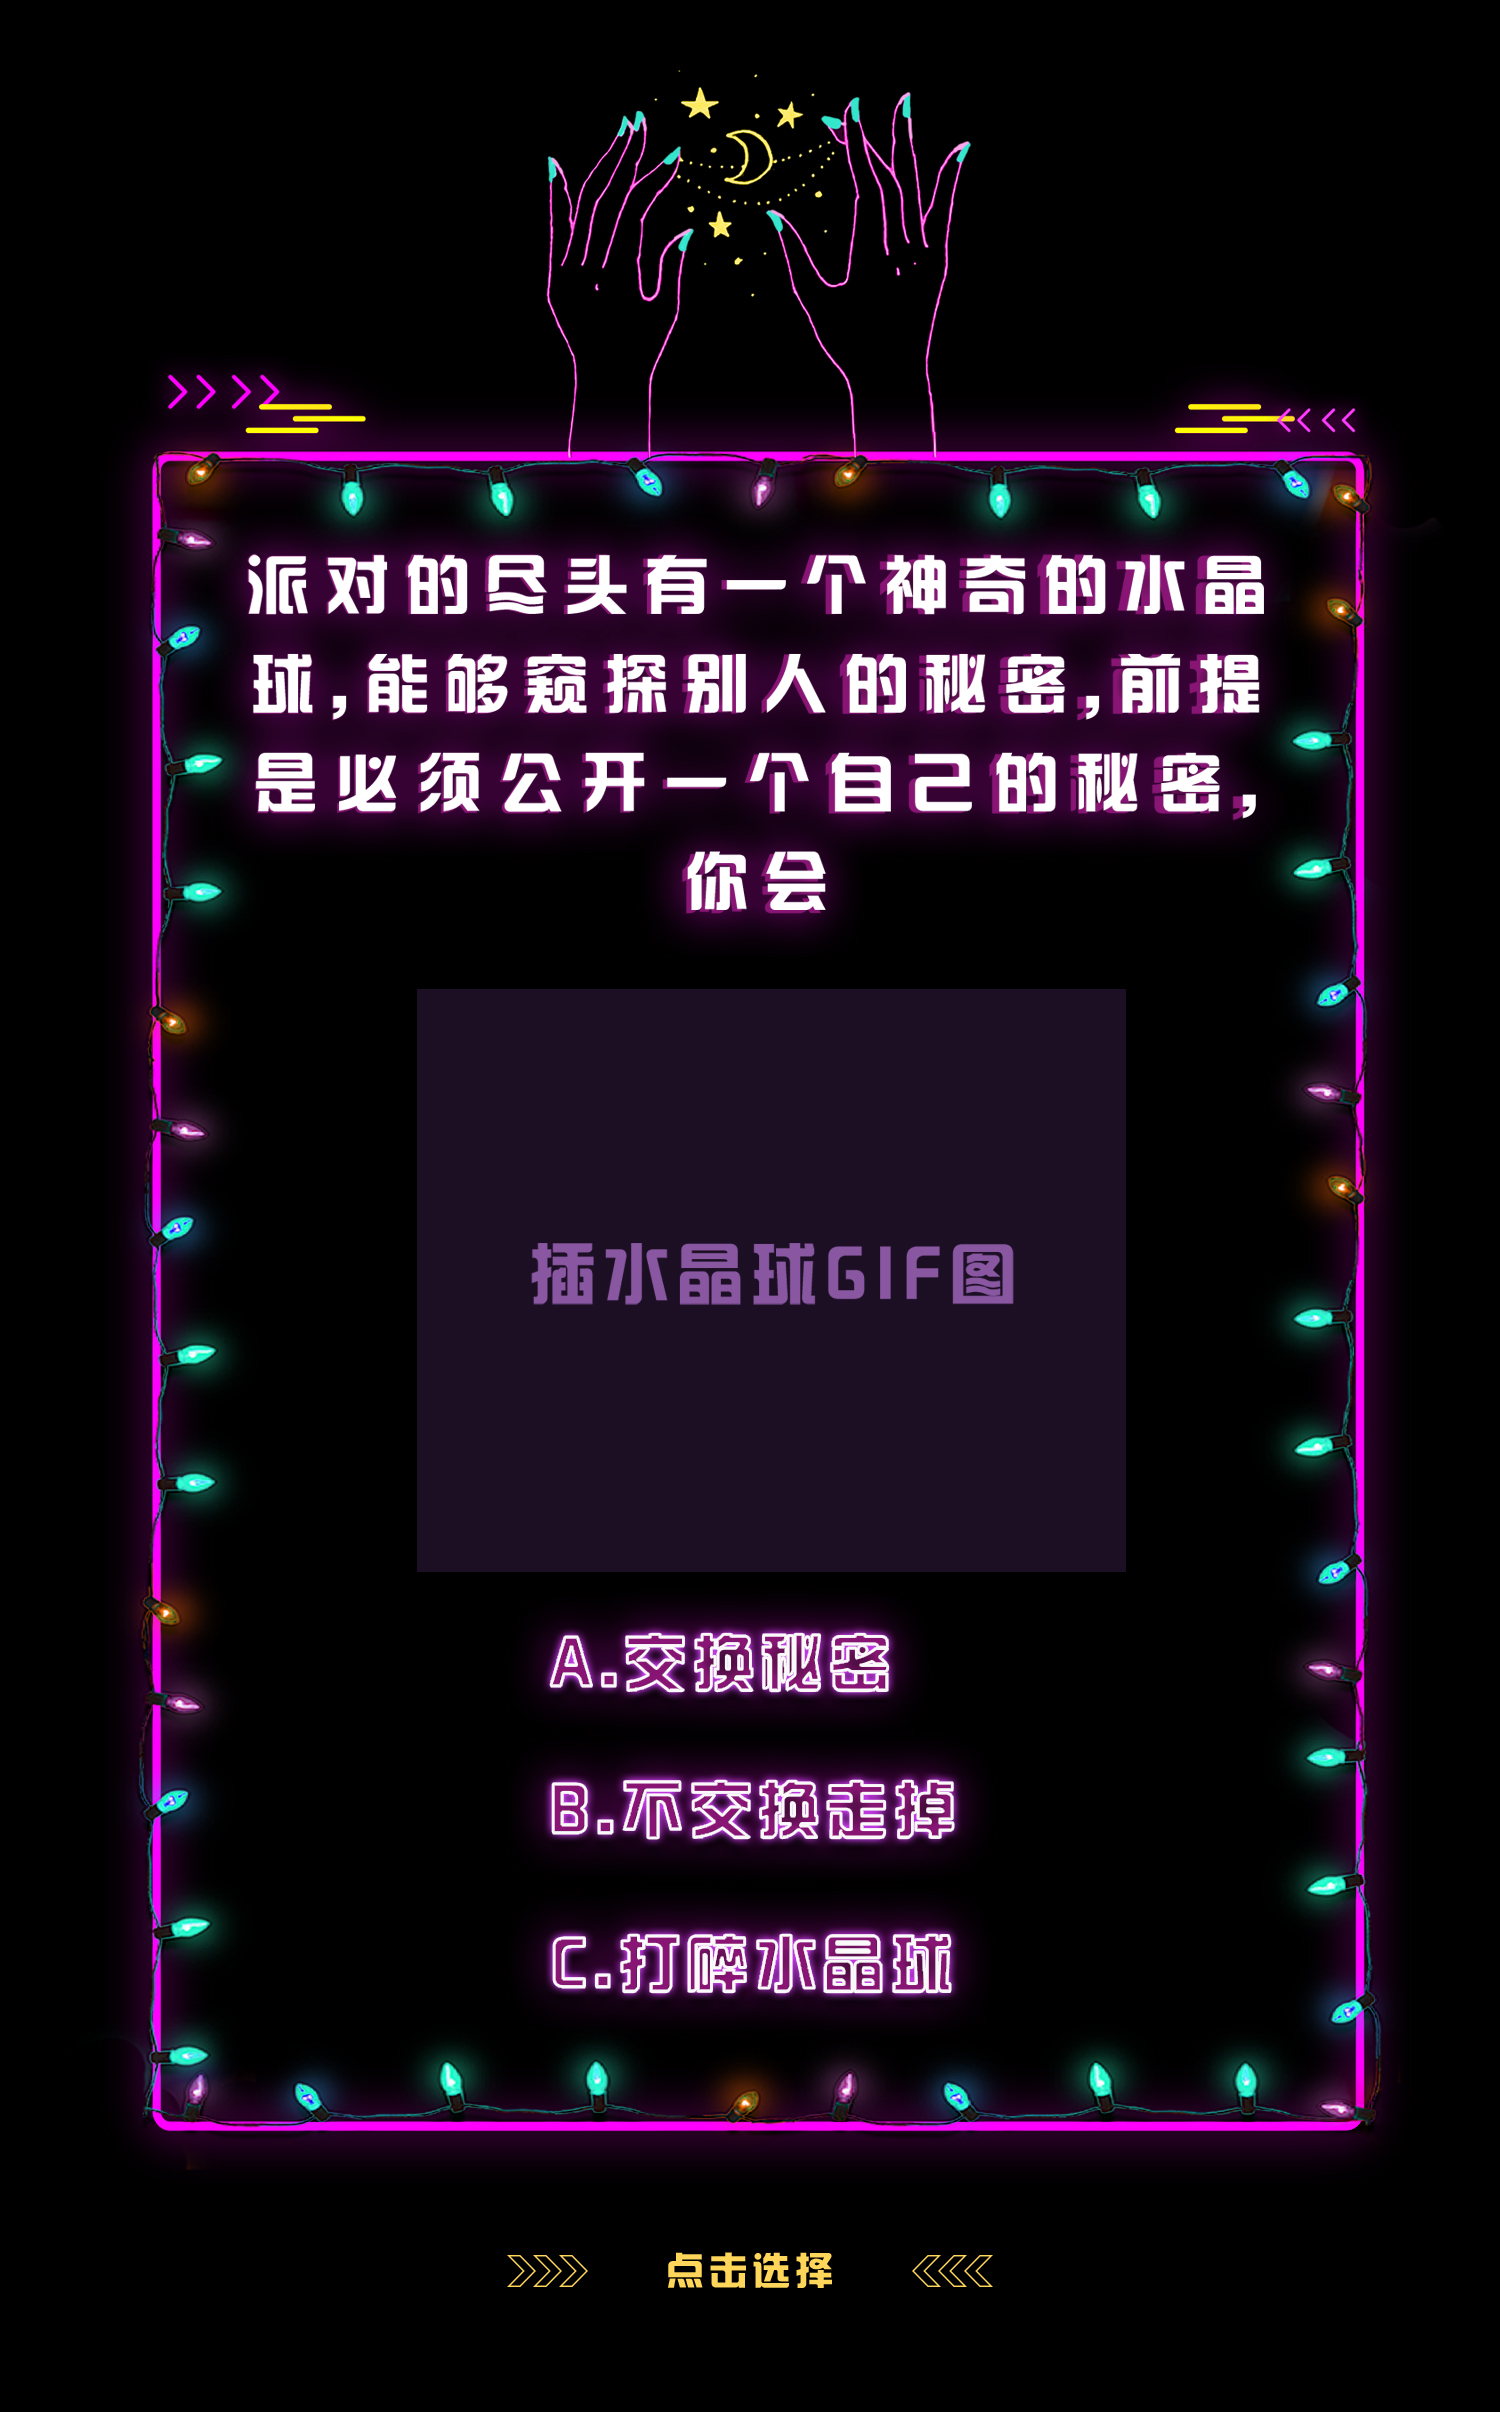 派对的尽头有一个神奇的水晶
球,能够窥探别人的秘密,前提
是必须公开一个自己的秘密,
你会
插水晶球GIF图
A.交换秘密
B.不交换走掉
C.打碎水晶球
点击选择